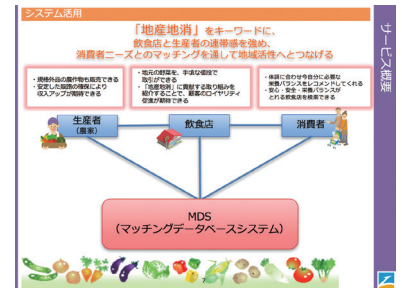 システム活用
「地産地消」をキーワードに、
飲食店と生産者の連帯感を強め、
消費者ニーズとのマッチングを通して地域活性へとつなげる
サービス概要
・規格外品の農作物も販売できる
・安定した販路の確保により
収入アップが期待できる
・地元の野菜を、手頃な価格で
取引ができる
・「地産地消」に貢献する取り組みを
紹介することで、顧客のロイヤリティ
促進が期待できる
・体調に合わせ今自分に必要な
栄養バランスをレコメンドしてくれる
・安心・安全・栄養バランスが
とれる飲食店を検索できる
生産者
(農家)
飲食店
消費者
MDS
(マッチングデータベースシステム)
7